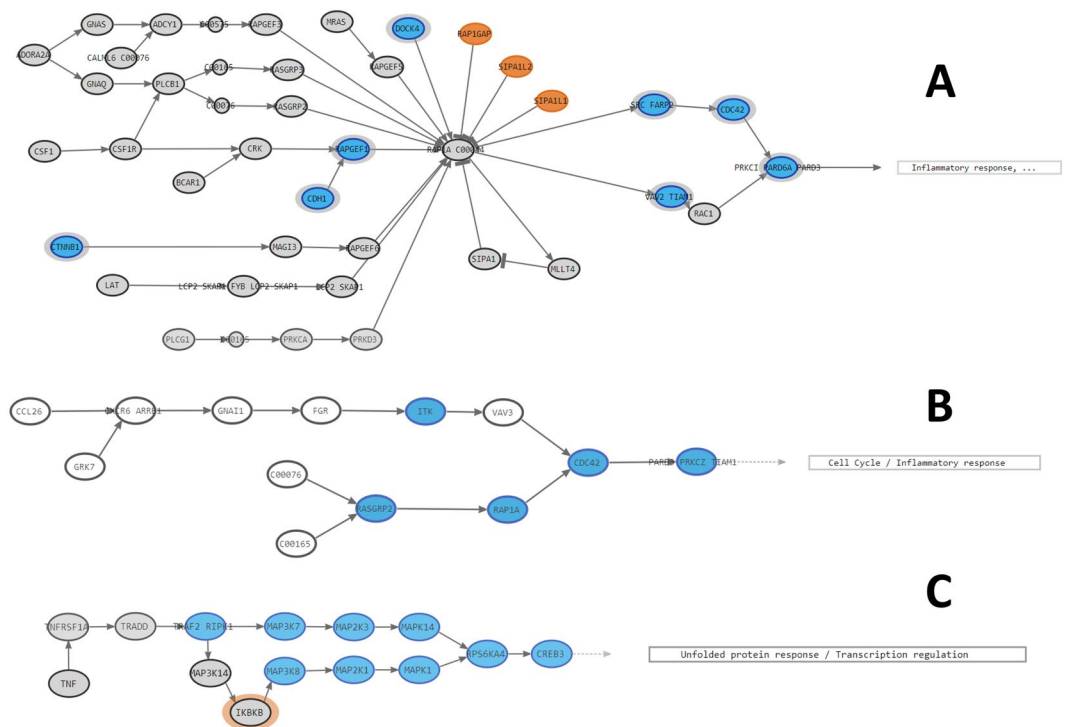 GNAS
ADCY1
C00575
RAPGEF3
MRAS
DOCK4
RAP1GAP
ADORA2A
CALML6 C00076
RAPGEF5
SIPA1L2
A
GNAQ
PLCB1
C00165
RASGRP3
SIPA1L1
C00076
RASGRP2
SRC FARP2
CDC42
CSF1
CSF1R
CRK
RAPGEF1
RAP1A C00044
PRKCI PARD6A PARD3
Inflammatory response, ...
BCAR1
CDH1
VAV2 TIAM1
RAC1
CTNNB1
MAGI3
RAPGEF6
SIPA1
MLLT4
LAT
LCP2 SKAP1
FYB LCP2 SKAP1
LCP2 SKAP1
PLCG1
C00165
PRKCA
PRKD3
B
CCL26
GNAI1
FGR
ITK
VAV3
GRK7
C00076
CDC42
PRKCZ TIAM1
Cell Cycle / Inflammatory response
RASGRP2
RAP1A
C00165
C
TNFRSF1A
TRADD
TRAF2 RIPK1
MAP3K7
MAP2K3
MAPK14
RPS6KA4
CREB3
Unfolded protein response / Transcription regulation
TNF
MAP3K14
MAP3K8
MAP2K1
MAPK1
IKBKB